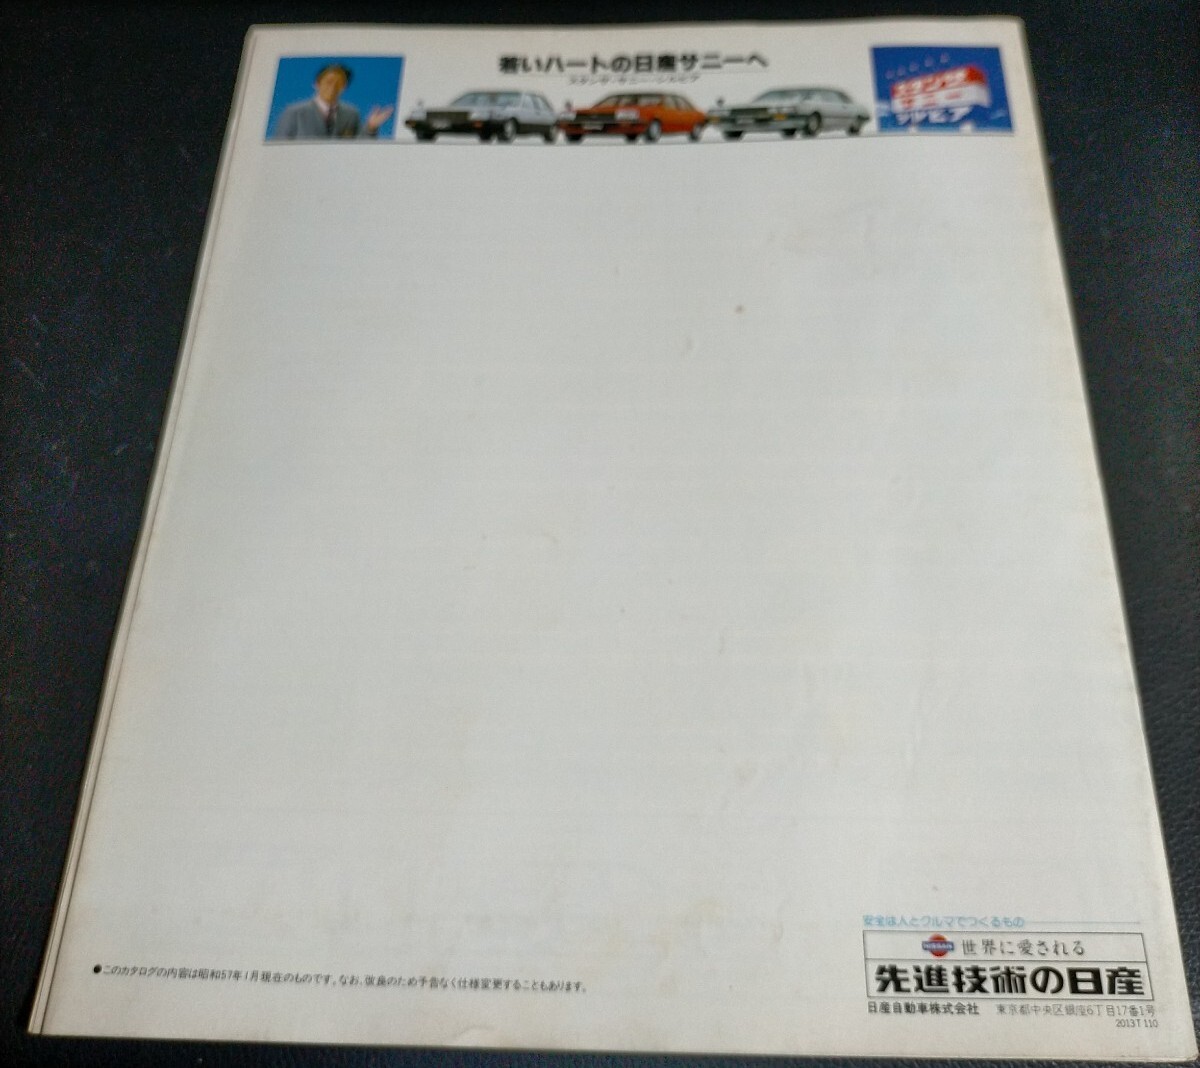 若いハートの日産サニーへ
スタンザ・サニー・シルビア
スタンザ
サニー
シルビア
安全は人とクルマでつくるもの
NISSAN 世界に愛される
先進技術の日産
日産自動車株式会社 東京都中央区銀座6丁目17番1号
2013T 110
●このカタログの内容は昭和57年1月現在のものです。なお、改良のため予告なく仕様変更することもあります。